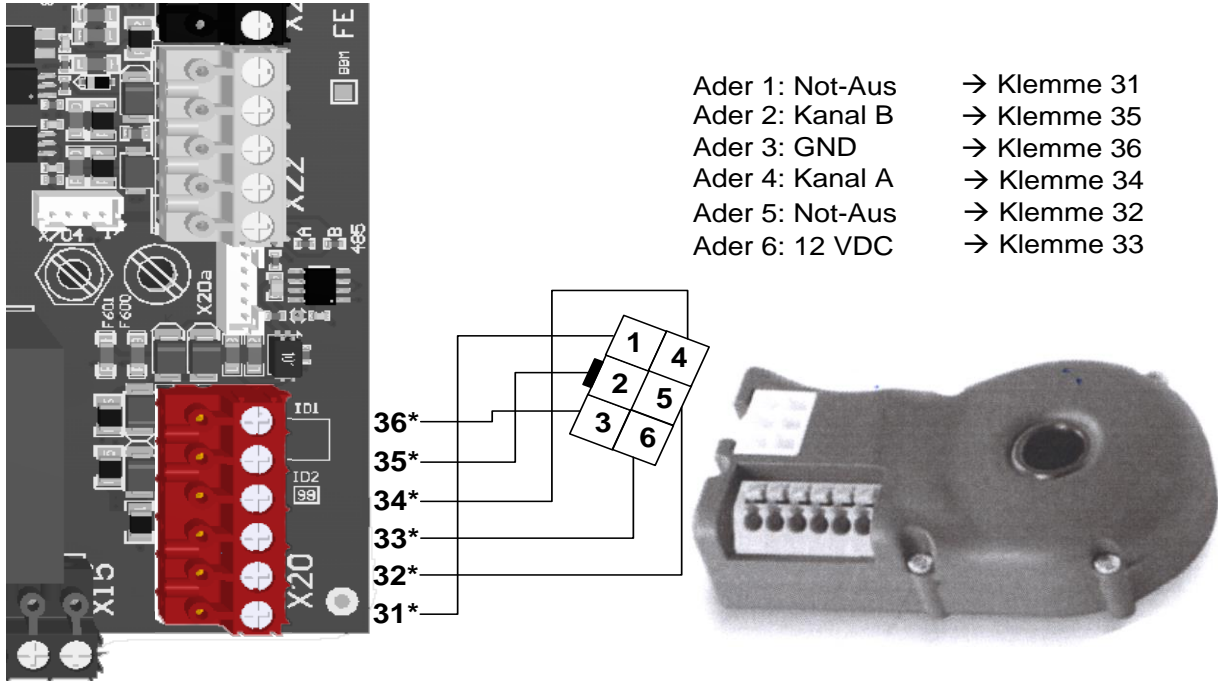 FE
BBM
Ader 1: Not-Aus → Klemme 31
Ader 2: Kanal B → Klemme 35
Ader 3: GND → Klemme 36
Ader 4: Kanal A → Klemme 34
Ader 5: Not-Aus → Klemme 32
Ader 6: 12 VDC → Klemme 33
X22
A B
485
X20a
F601
F600
1 4
2 5
3 6
ID1
ID2
99
36*
35*
34*
33*
32*
31*
X20
X15